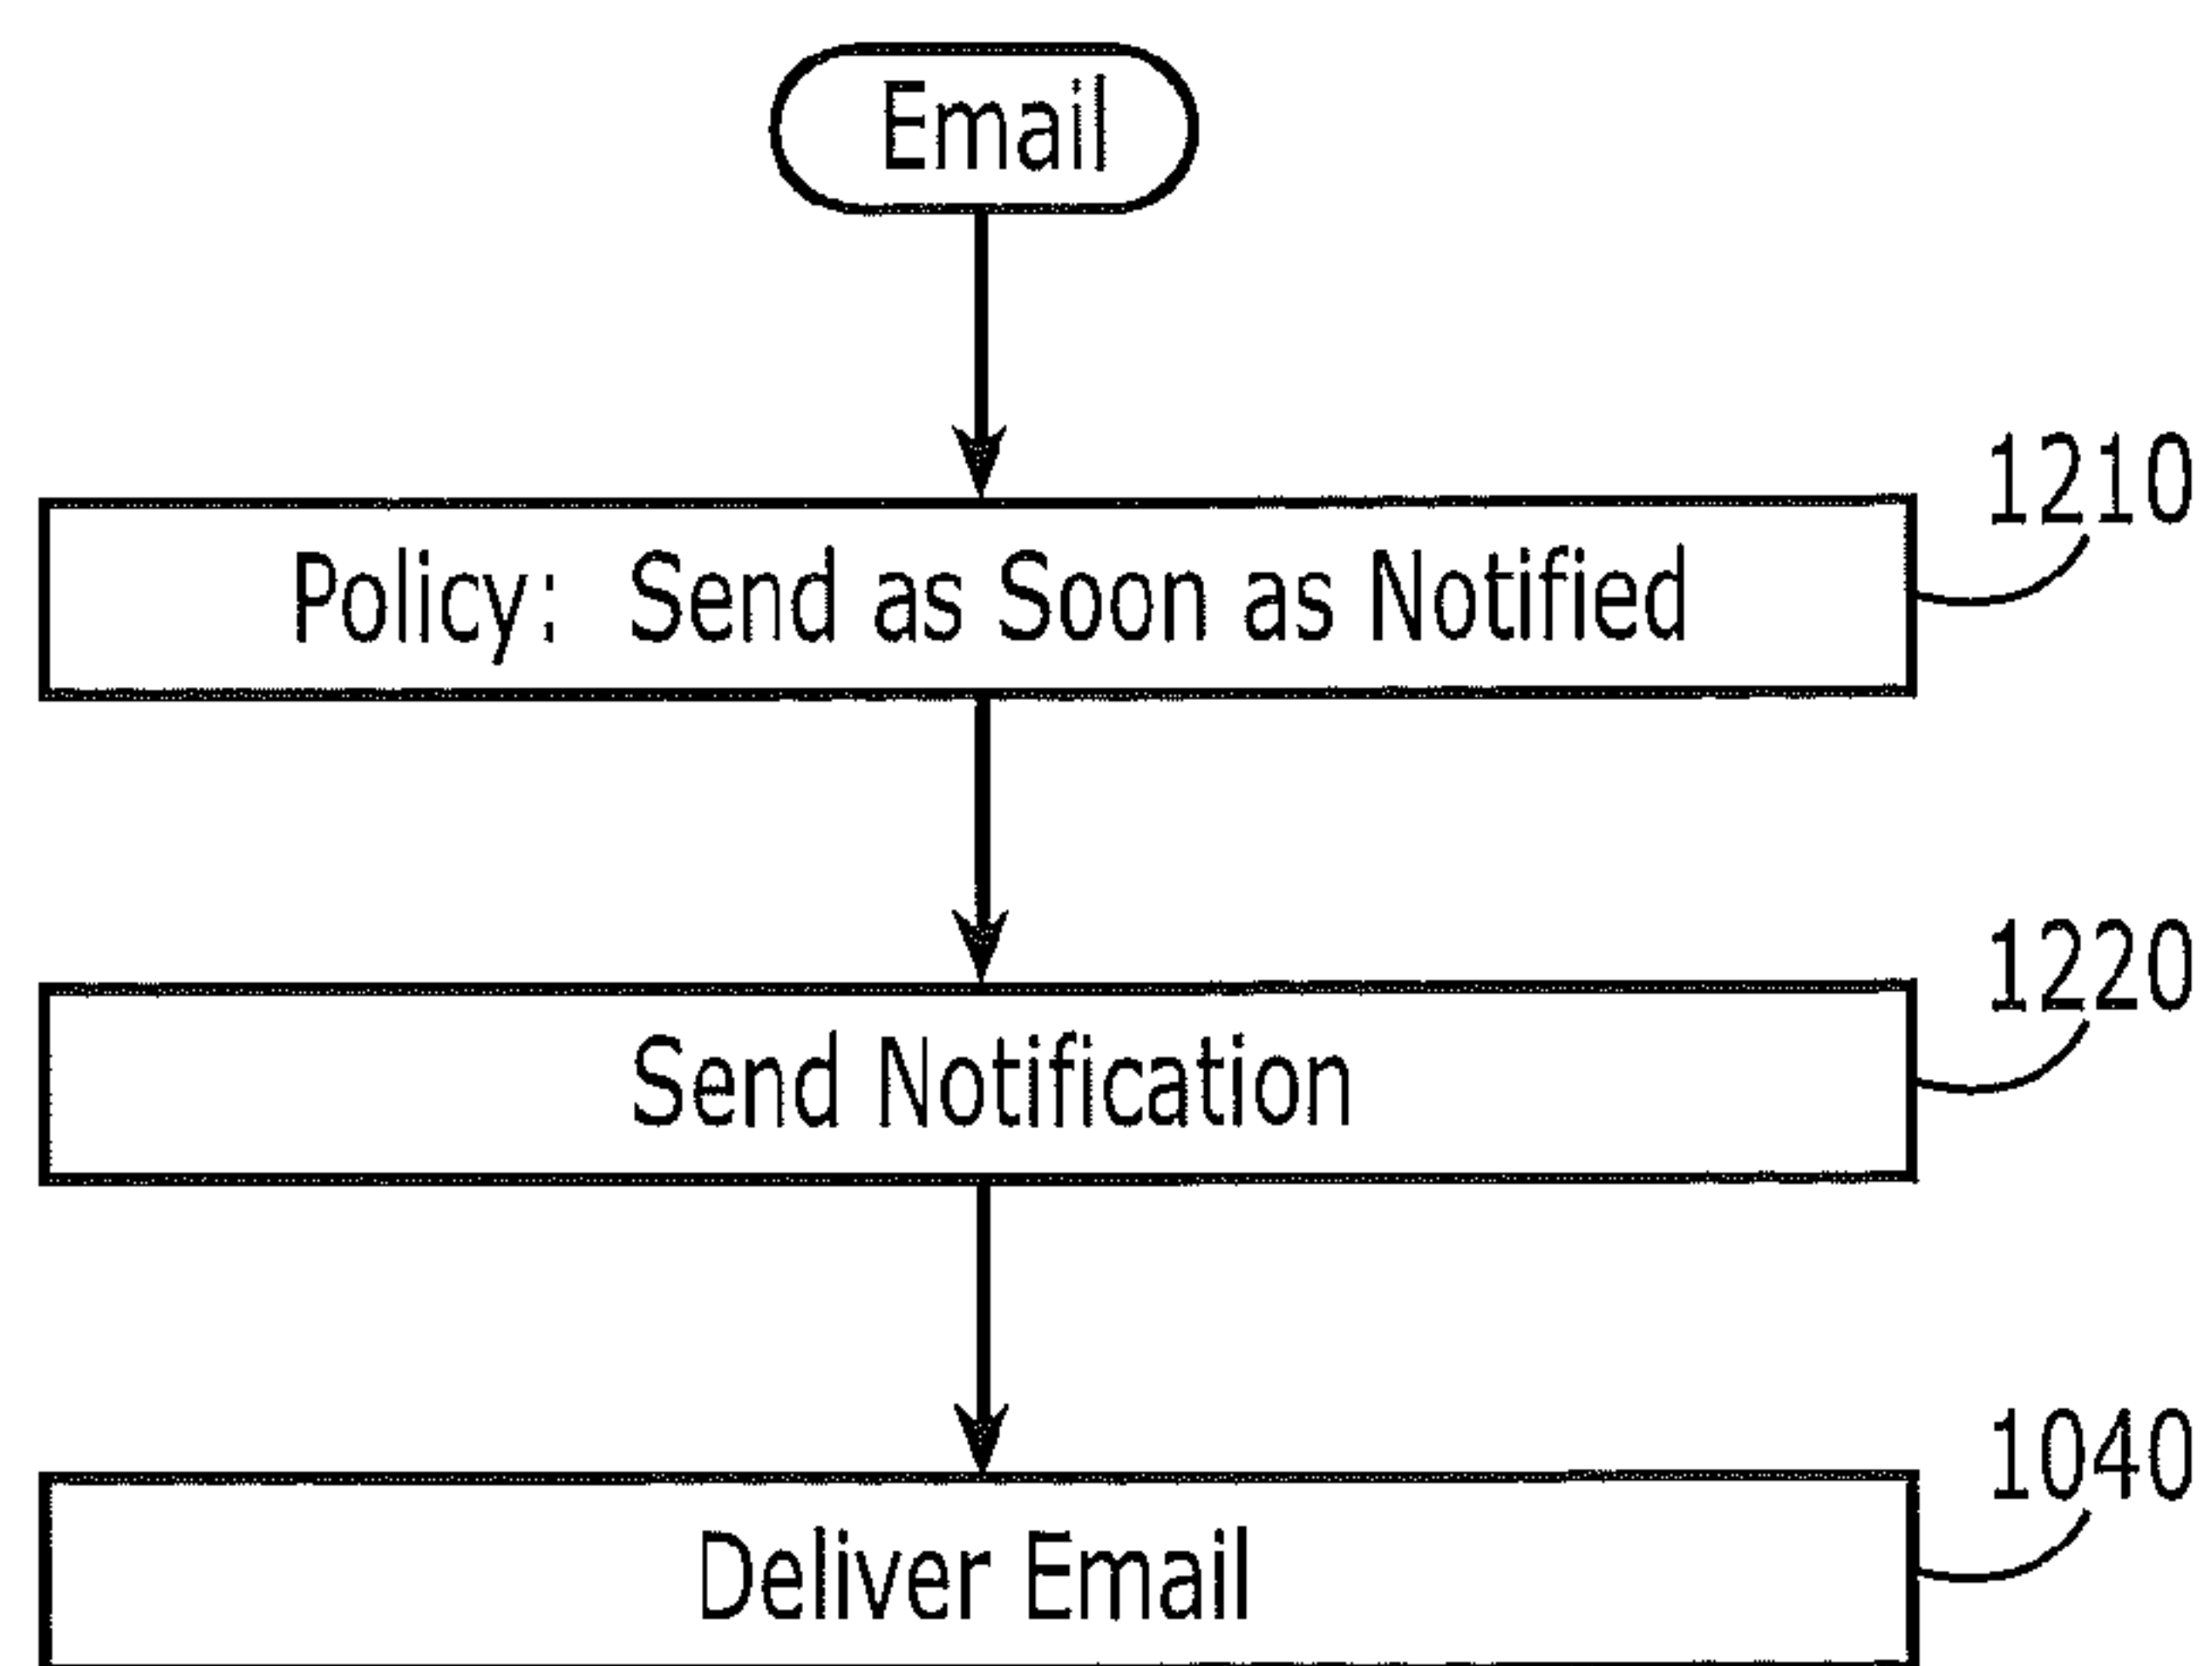 Email
1210
Policy: Send as Soon as Notified
1220
Send Notification
1040
Deliver Email